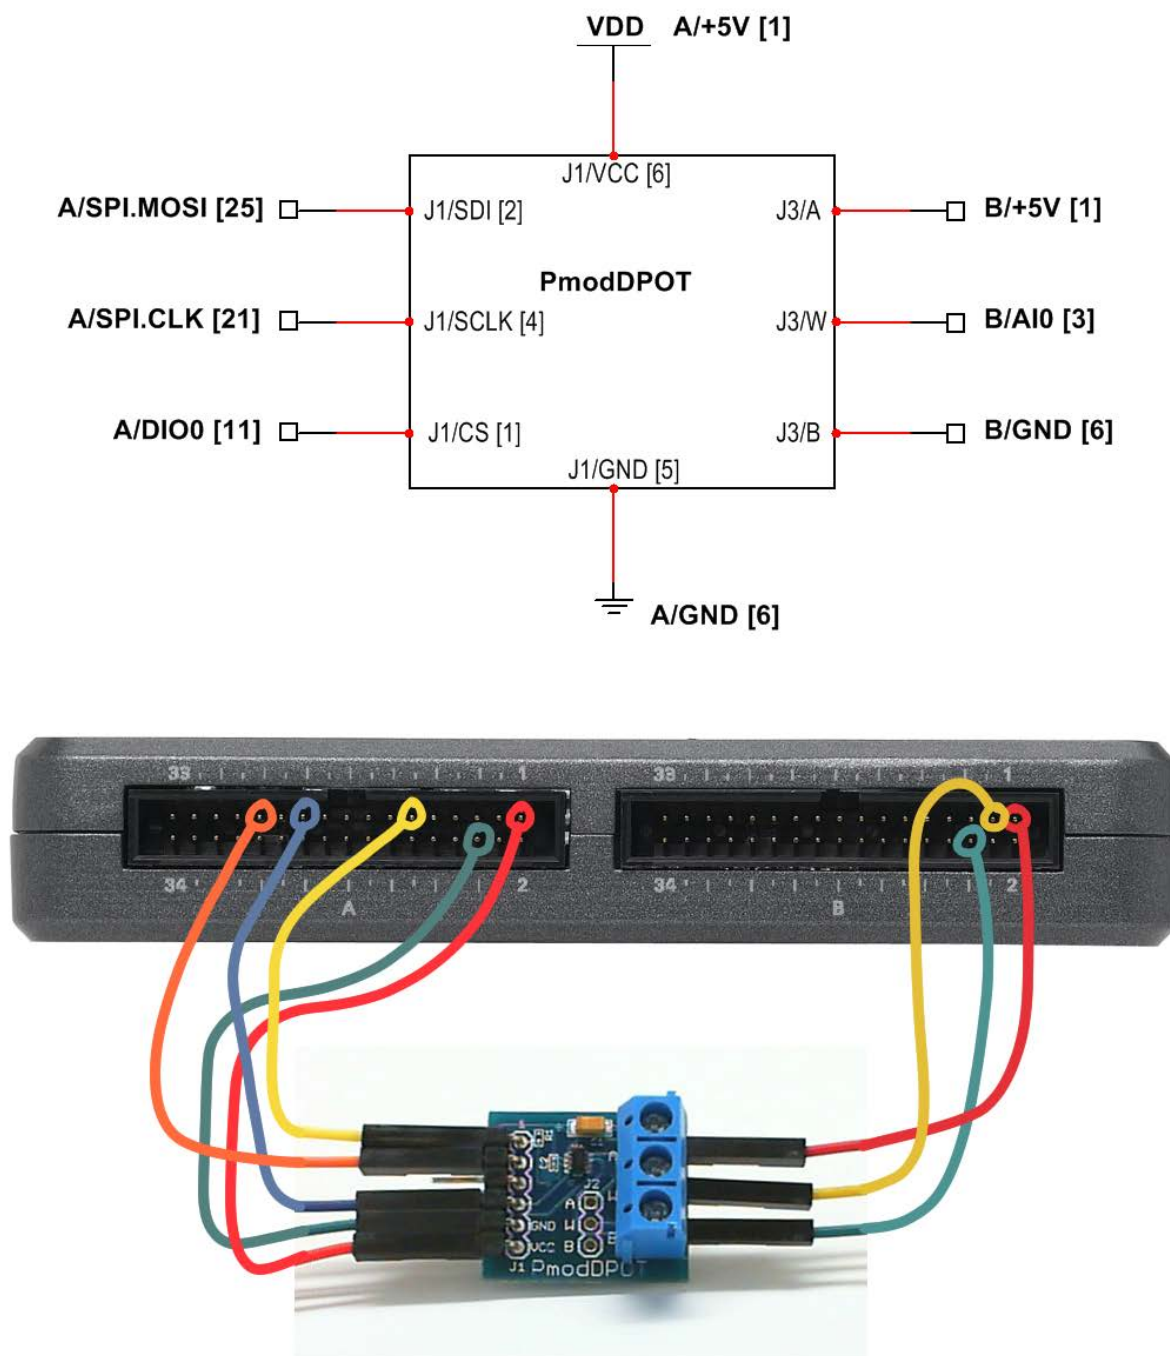 VDD A/+5V [1]
J1/VCC [6]
A/SPI.MOSI [25] J1/SDI [2] J3/A B/+5V [1]
PmodDPOT
A/SPI.CLK [21] J1/SCLK [4] J3/W B/AI0 [3]
A/DIO0 [11] J1/CS [1] J3/B B/GND [6]
J1/GND [5]
A/GND [6]
33 1 33 1
34 2 34 2
A B
J2
A
GND W
VCC B
J1 PmodDPOT